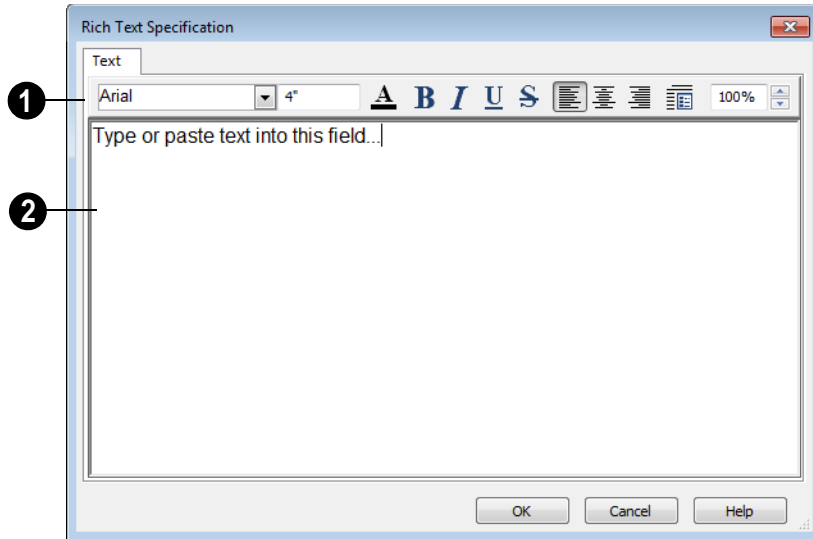 Rich Text Specification
Text
1
Arial 4" A B I U S 100%
Type or paste text into this field...
2
OK Cancel Help